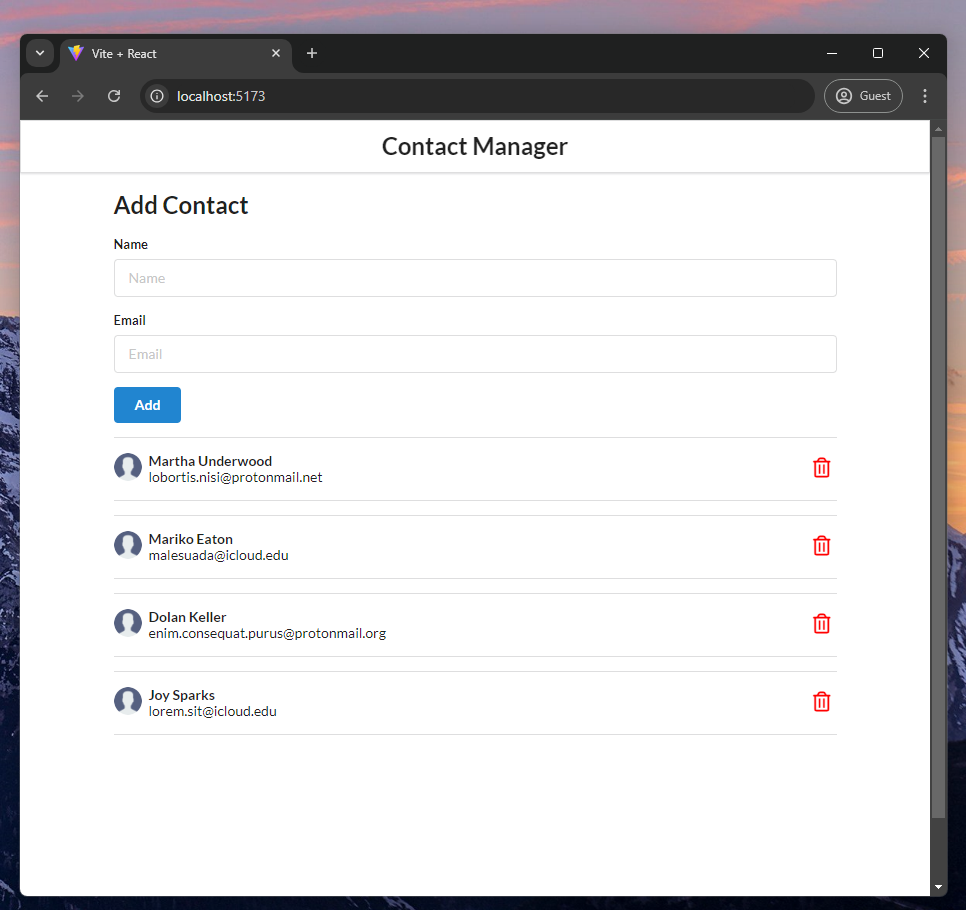 Vite + React
localhost:5173
Guest
Contact Manager
Add Contact
Name
Name
Email
Email
Add
Martha Underwood
lobortis.nisi@protonmail.net
Mariko Eaton
malesuada@icloud.edu
Dolan Keller
enim.consequat.purus@protonmail.org
Joy Sparks
lorem.sit@icloud.edu